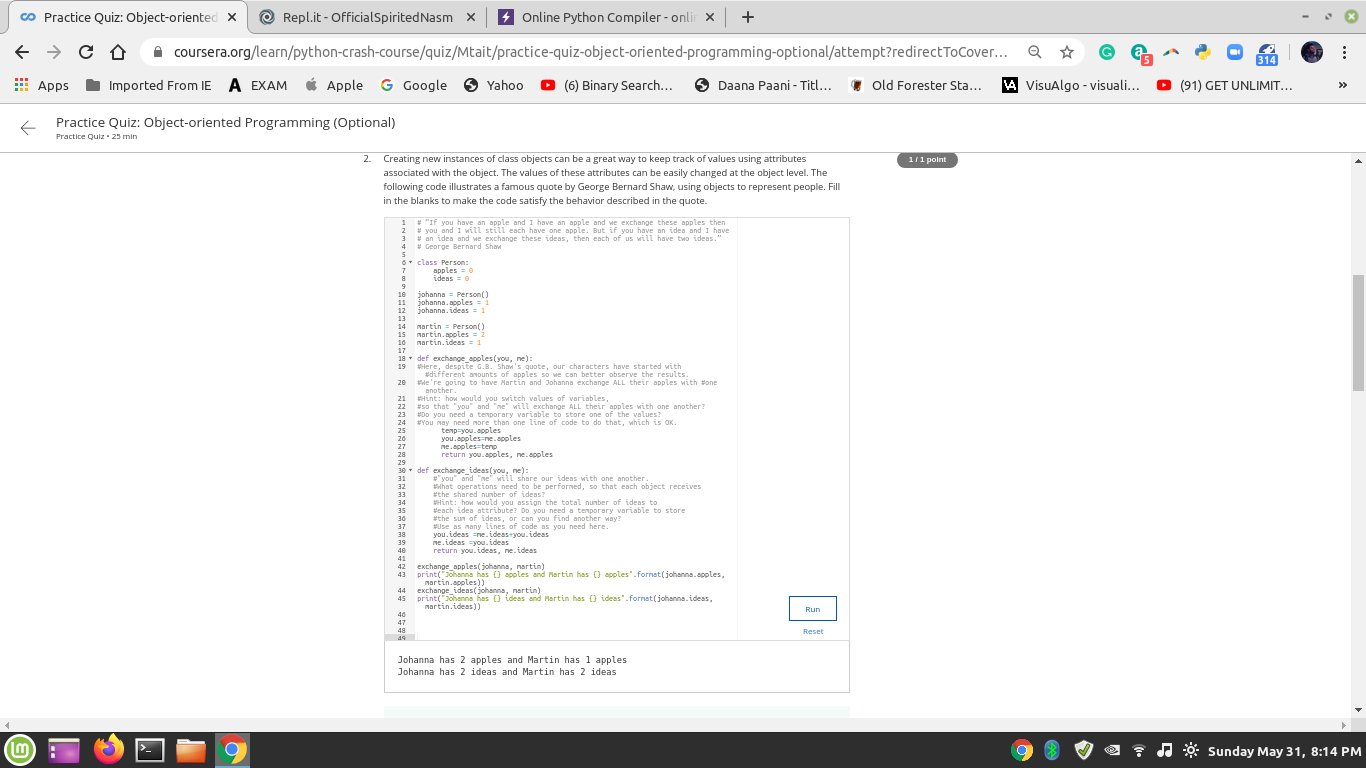 Practice Quiz: Object-oriented
Repl.it - OfficialSpiritedNasm
Online Python Compiler - onli
coursera.org/learn/python-crash-course/quiz/Mtait/practice-quiz-object-oriented-programming-optional/attempt?redirectToCover...
5
314
Apps
Imported From IE
EXAM
Apple
Google
Yahoo
(6) Binary Search...
Daana Paani - Titl...
Old Forester Sta...
VisuAlgo - visuali...
(91) GET UNLIMIT...
»
Practice Quiz: Object-oriented Programming (Optional)
Practice Quiz • 25 min
2. Creating new instances of class objects can be a great way to keep track of values using attributes
1 / 1 point
associated with the object. The values of these attributes can be easily changed at the object level. The
following code illustrates a famous quote by George Bernard Shaw, using objects to represent people. Fill
in the blanks to make the code satisfy the behavior described in the quote.
1 # "If you have an apple and I have an apple and we exchange these apples then
2 # you and I will still each have one apple. But if you have an idea and I have
3 # an idea and we exchange these ideas, then each of us will have two ideas."
4 # George Bernard Shaw
5
6 class Person:
7 apples = 0
8 ideas = 0
9
10 johanna = Person()
11 johanna.apples = 1
12 johanna.ideas = 1
13
14 martin = Person()
15 martin.apples = 2
16 martin.ideas = 1
17
18 def exchange_apples(you, me):
19 #Here, despite G.B. Shaw's quote, our characters have started with
#different amounts of apples so we can better observe the results.
20 #We're going to have Martin and Johanna exchange ALL their apples with #one
another.
21 #Hint: how would you switch values of variables,
22 #so that "you" and "me" will exchange ALL their apples with one another?
23 #Do you need a temporary variable to store one of the values?
24 #You may need more than one line of code to do that, which is OK.
25 temp=you.apples
26 you.apples=me.apples
27 me.apples=temp
28 return you.apples, me.apples
29
30 def exchange_ideas(you, me):
31 #"you" and "me" will share our ideas with one another.
32 #What operations need to be performed, so that each object receives
33 #the shared number of ideas?
34 #Hint: how would you assign the total number of ideas to
35 #each idea attribute? Do you need a temporary variable to store
36 #the sum of ideas, or can you find another way?
37 #Use as many lines of code as you need here.
38 you.ideas =me.ideas+you.ideas
39 me.ideas =you.ideas
40 return you.ideas, me.ideas
41
42 exchange_apples(johanna, martin)
43 print("Johanna has {} apples and Martin has {} apples".format(johanna.apples,
martin.apples))
44 exchange_ideas(johanna, martin)
45 print("Johanna has {} ideas and Martin has {} ideas".format(johanna.ideas,
martin.ideas))
46
47
48
49
Run
Reset
Johanna has 2 apples and Martin has 1 apples
Johanna has 2 ideas and Martin has 2 ideas
Sunday May 31, 8:14 PM